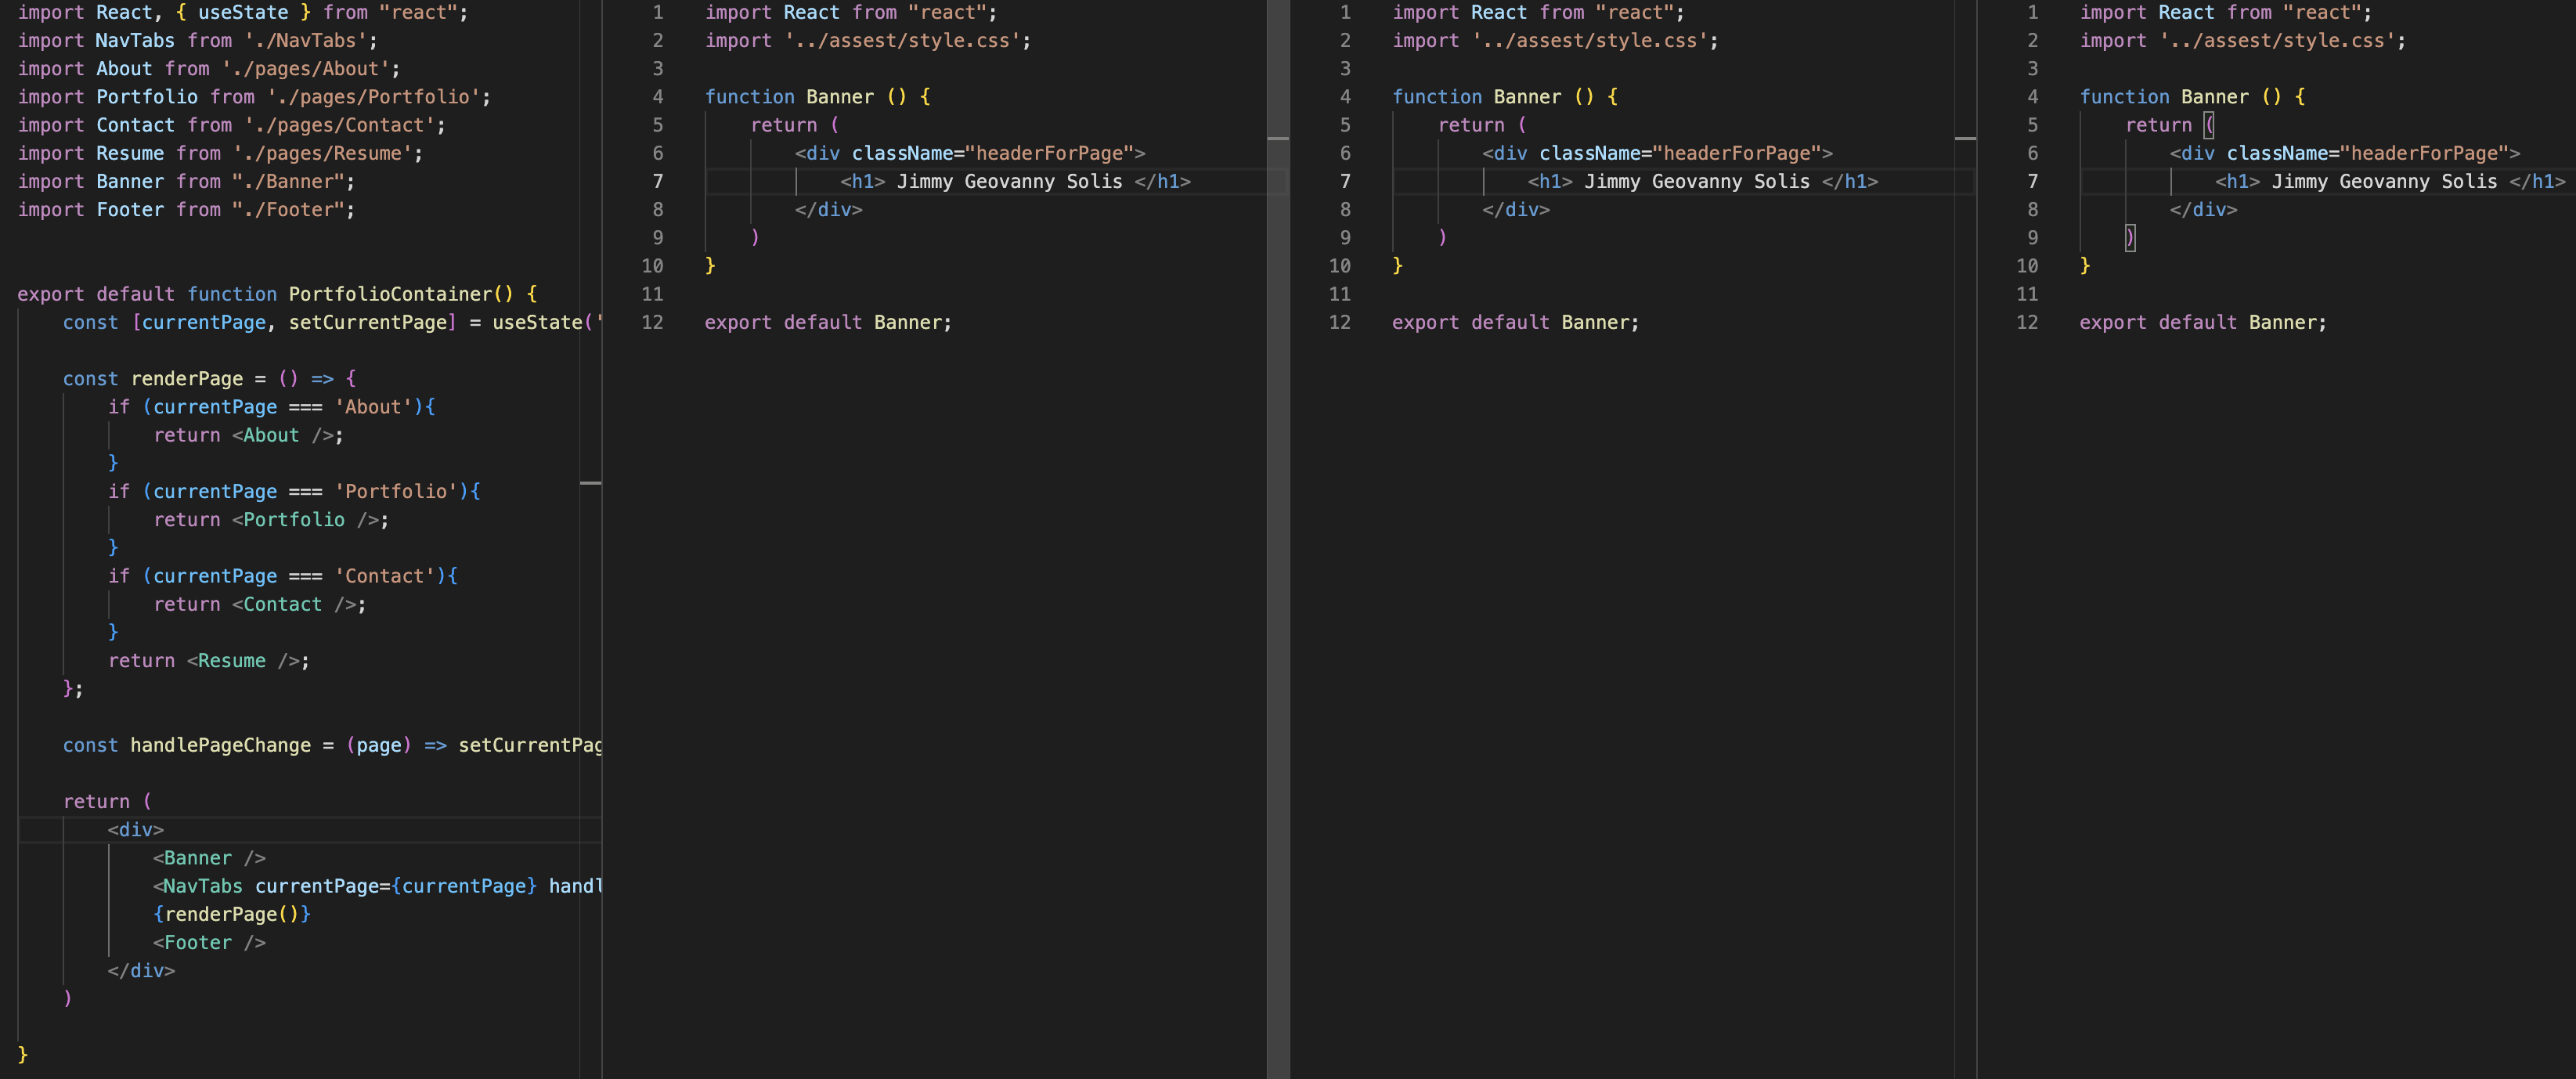 import React, { useState } from "react";
import NavTabs from './NavTabs';
import About from './pages/About';
import Portfolio from './pages/Portfolio';
import Contact from './pages/Contact';
import Resume from './pages/Resume';
import Banner from "./Banner";
import Footer from "./Footer";
export default function PortfolioContainer() {
const [currentPage, setCurrentPage] = useState('
const renderPage = () => {
if (currentPage === 'About'){
return <About />;
}
if (currentPage === 'Portfolio'){
return <Portfolio />;
}
if (currentPage === 'Contact'){
return <Contact />;
}
return <Resume />;
};
const handlePageChange = (page) => setCurrentPag
return (
<div>
<Banner />
<NavTabs currentPage={currentPage} handl
{renderPage()}
<Footer />
</div>
)
}
1 import React from "react";
2 import '../assest/style.css';
3
4 function Banner () {
5 return (
6 <div className="headerForPage">
7 <h1> Jimmy Geovanny Solis </h1>
8 </div>
9 )
10 }
11
12 export default Banner;
1 import React from "react";
2 import '../assest/style.css';
3
4 function Banner () {
5 return (
6 <div className="headerForPage">
7 <h1> Jimmy Geovanny Solis </h1>
8 </div>
9 )
10 }
11
12 export default Banner;
1 import React from "react";
2 import '../assest/style.css';
3
4 function Banner () {
5 return (
6 <div className="headerForPage">
7 <h1> Jimmy Geovanny Solis </h1>
8 </div>
9 )
10 }
11
12 export default Banner;